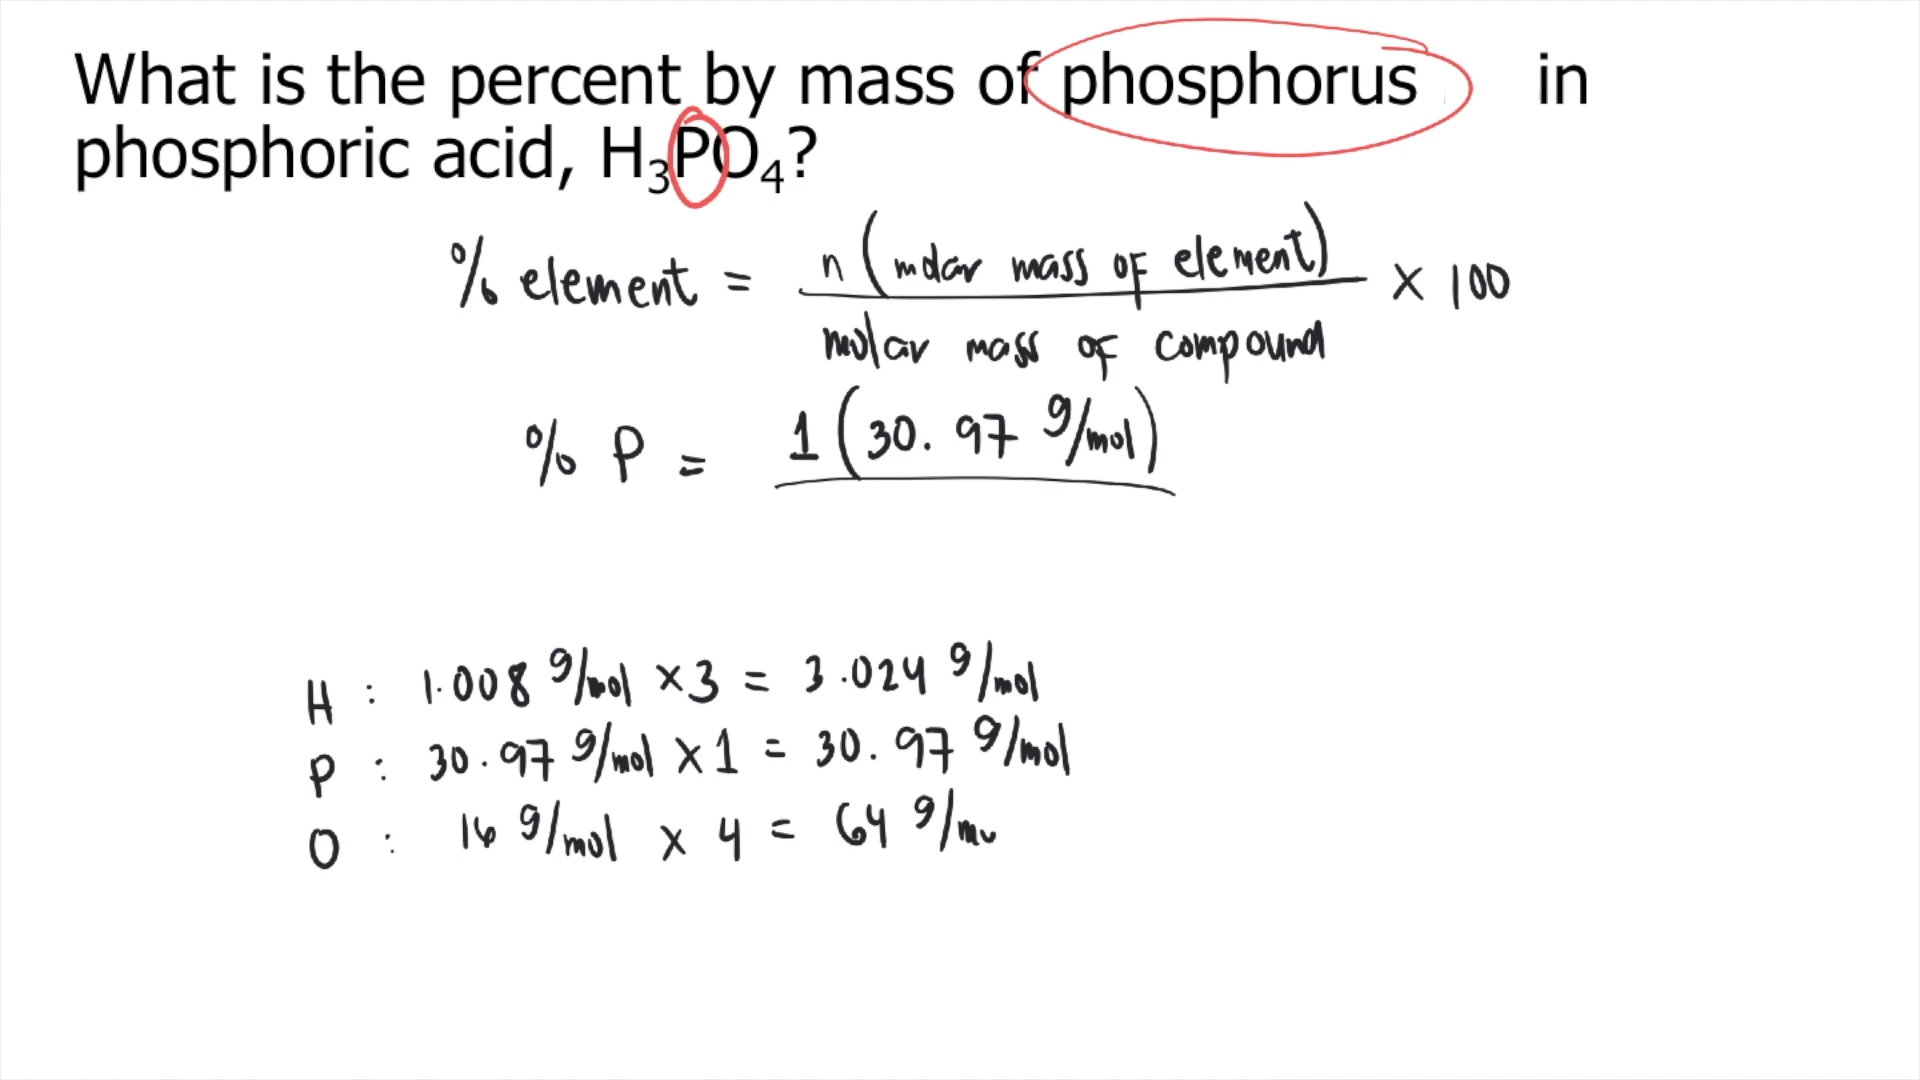 What is the percent by mass of phosphorus in
phosphoric acid, H₃PO₄?
% element = n (molar mass of element) / molar mass of compound × 100
% P = 1 (30.97 g/mol)
H : 1.008 g/mol × 3 = 3.024 g/mol
P : 30.97 g/mol × 1 = 30.97 g/mol
O : 16 g/mol × 4 = 64 g/mo